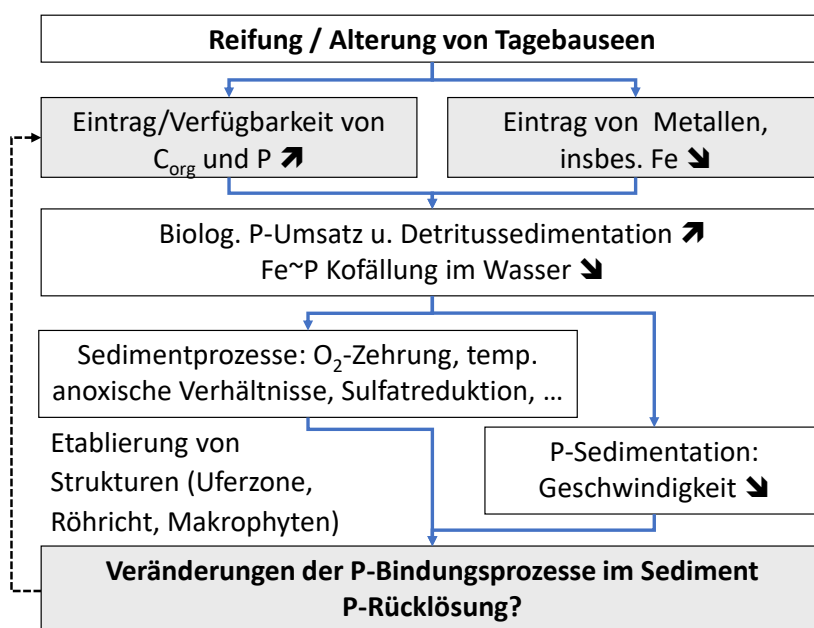 Reifung / Alterung von Tagebauseen
Eintrag/Verfügbarkeit von
C_org und P ⬈
Eintrag von Metallen,
insbes. Fe ⬊
Biolog. P-Umsatz u. Detritussedimentation ⬈
Fe~P Kofällung im Wasser ⬊
Sedimentprozesse: O₂-Zehrung, temp.
anoxische Verhältnisse, Sulfatreduktion, ...
Etablierung von
Strukturen (Uferzone,
Röhricht, Makrophyten)
P-Sedimentation:
Geschwindigkeit ⬊
Veränderungen der P-Bindungsprozesse im Sediment
P-Rücklösung?